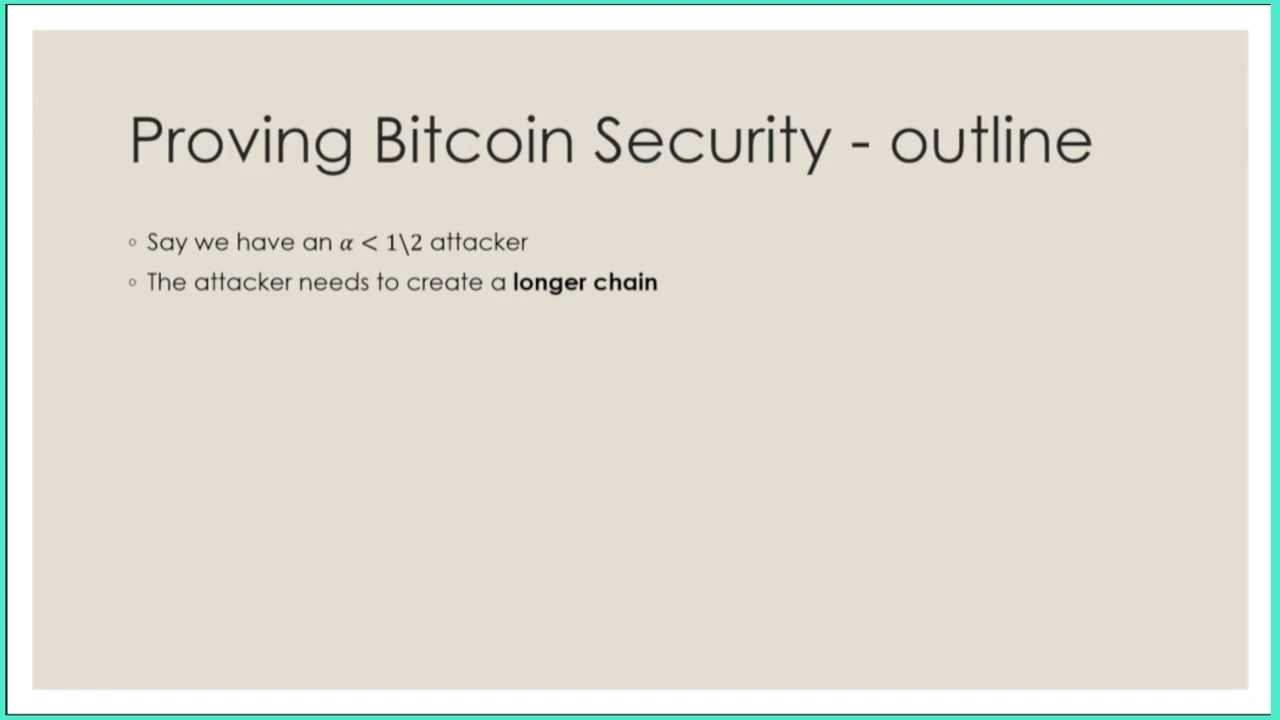 Proving Bitcoin Security - outline
◦ Say we have an α < 1\2 attacker
◦ The attacker needs to create a longer chain